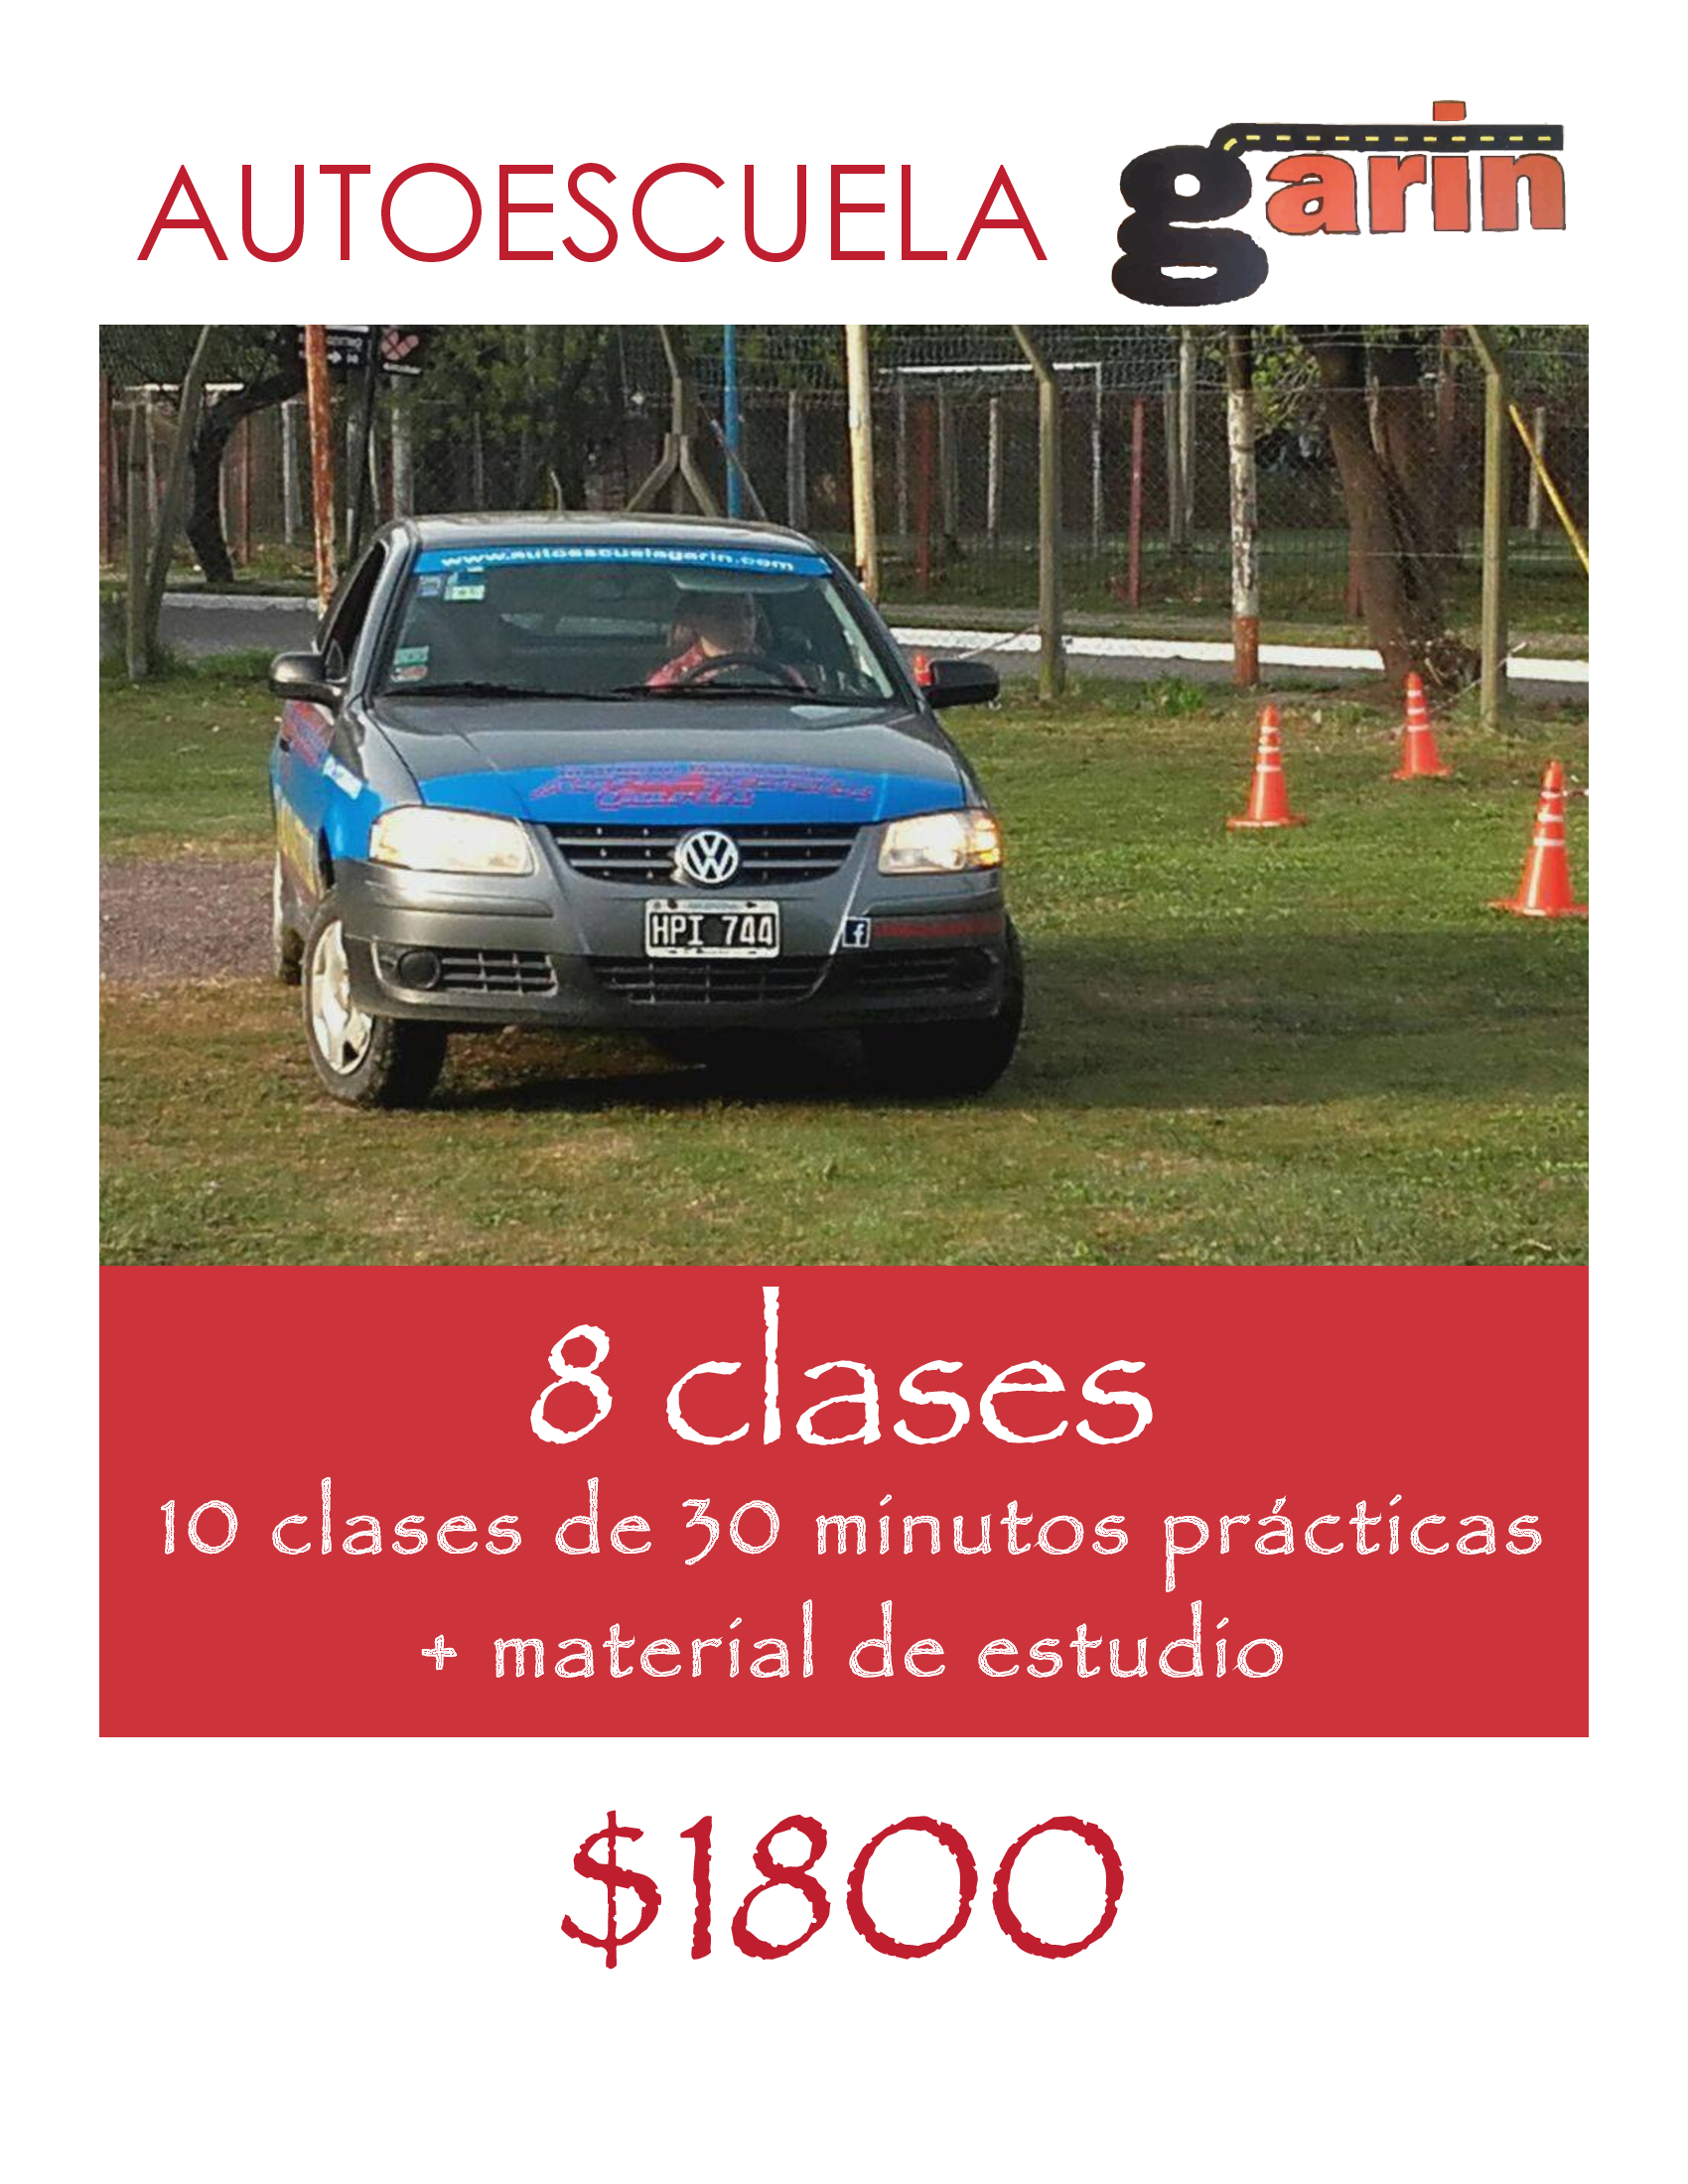 AUTOESCUELA garin
www.autoescuelagarin.com
HPI 744
f
8 clases
10 clases de 30 minutos prácticas
+ material de estudio
$1800